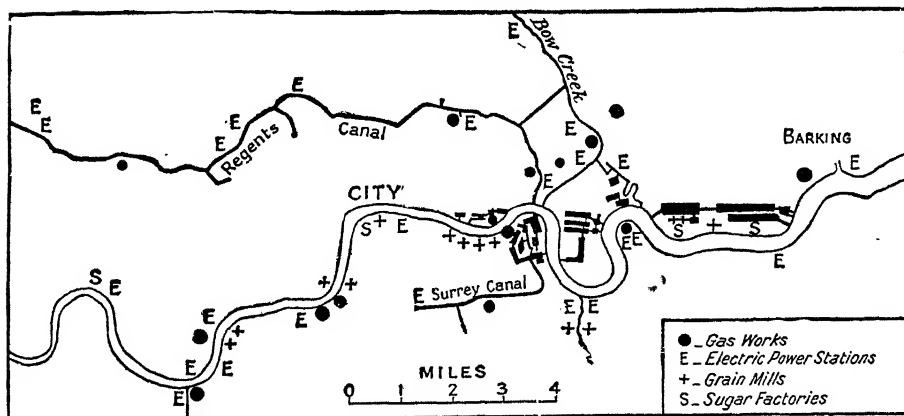 E
Bow Creek
E
E
E
E
E
Regents
Canal
E
E
E
E
BARKING
E
CITY
S + E
+ + + +
E E
S + S
E
S E
E Surrey Canal
E E
+ +
E
E
+
+
E E
E
+ +
MILES
0 1 2 3 4
● - Gas Works
E - Electric Power Stations
+ - Grain Mills
S - Sugar Factories